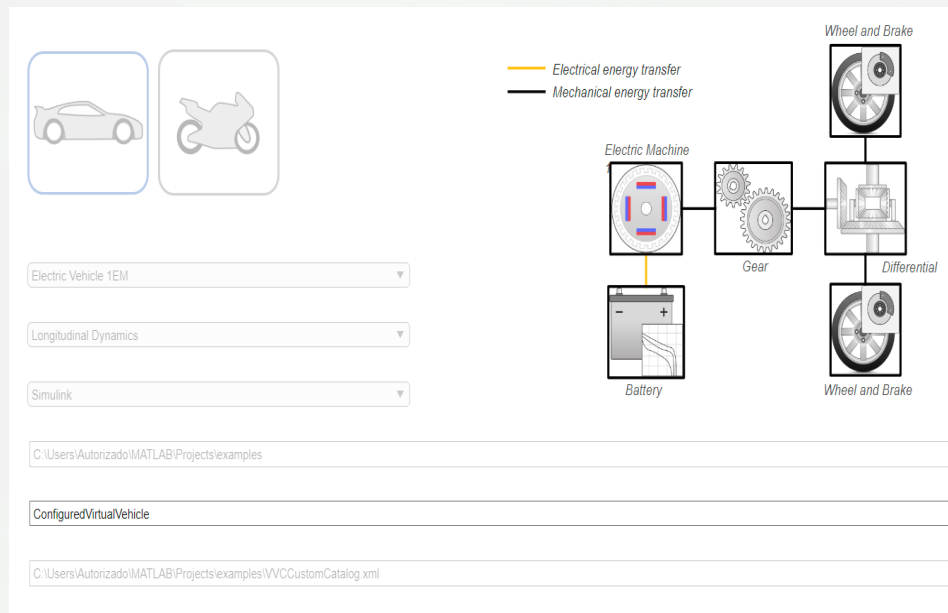 Wheel and Brake
Electrical energy transfer
Mechanical energy transfer
Electric Machine
Gear
Differential
Electric Vehicle 1EM
Longitudinal Dynamics
Simulink
Battery
Wheel and Brake
C:\Users\Autorizado\MATLAB\Projects\examples
ConfiguredVirtualVehicle
C:\Users\Autorizado\MATLAB\Projects\examples\VVCCustomCatalog.xml